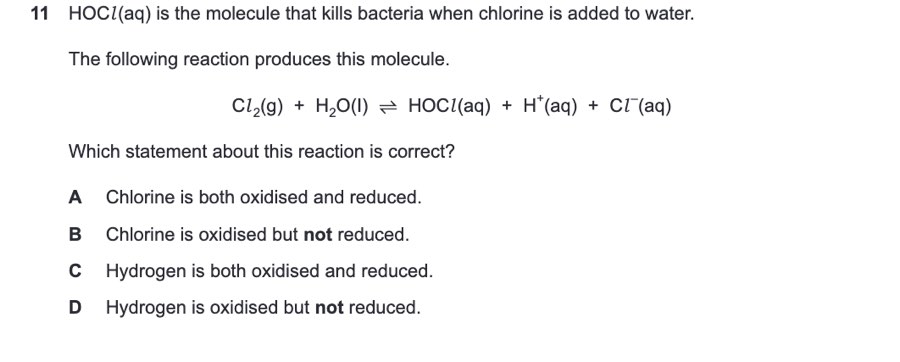 11 HOCl(aq) is the molecule that kills bacteria when chlorine is added to water.
The following reaction produces this molecule.
Cl₂(g) + H₂O(l) ⇌ HOCl(aq) + H⁺(aq) + Cl⁻(aq)
Which statement about this reaction is correct?
A Chlorine is both oxidised and reduced.
B Chlorine is oxidised but not reduced.
C Hydrogen is both oxidised and reduced.
D Hydrogen is oxidised but not reduced.